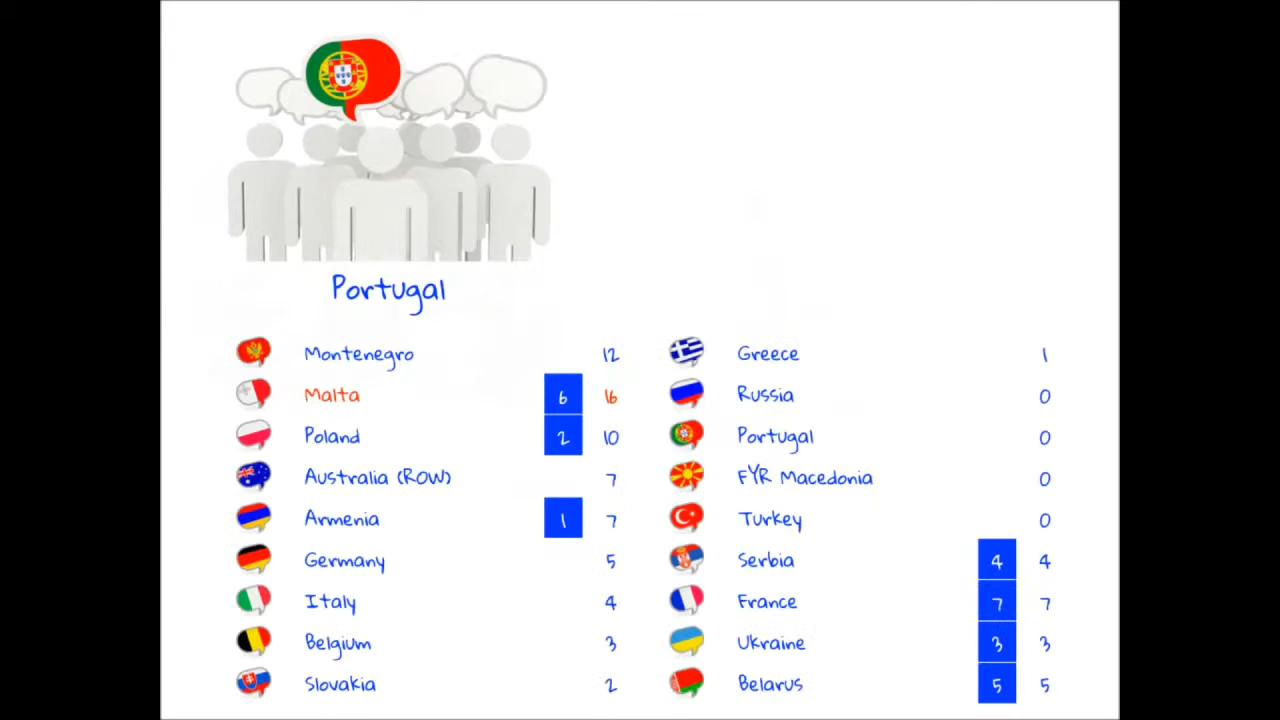 Portugal
Montenegro 12
Malta 6 16
Poland 2 10
Australia (ROW) 7
Armenia 1 7
Germany 5
Italy 4
Belgium 3
Slovakia 2
Greece 1
Russia 0
Portugal 0
FYR Macedonia 0
Turkey 0
Serbia 4 4
France 7 7
Ukraine 3 3
Belarus 5 5